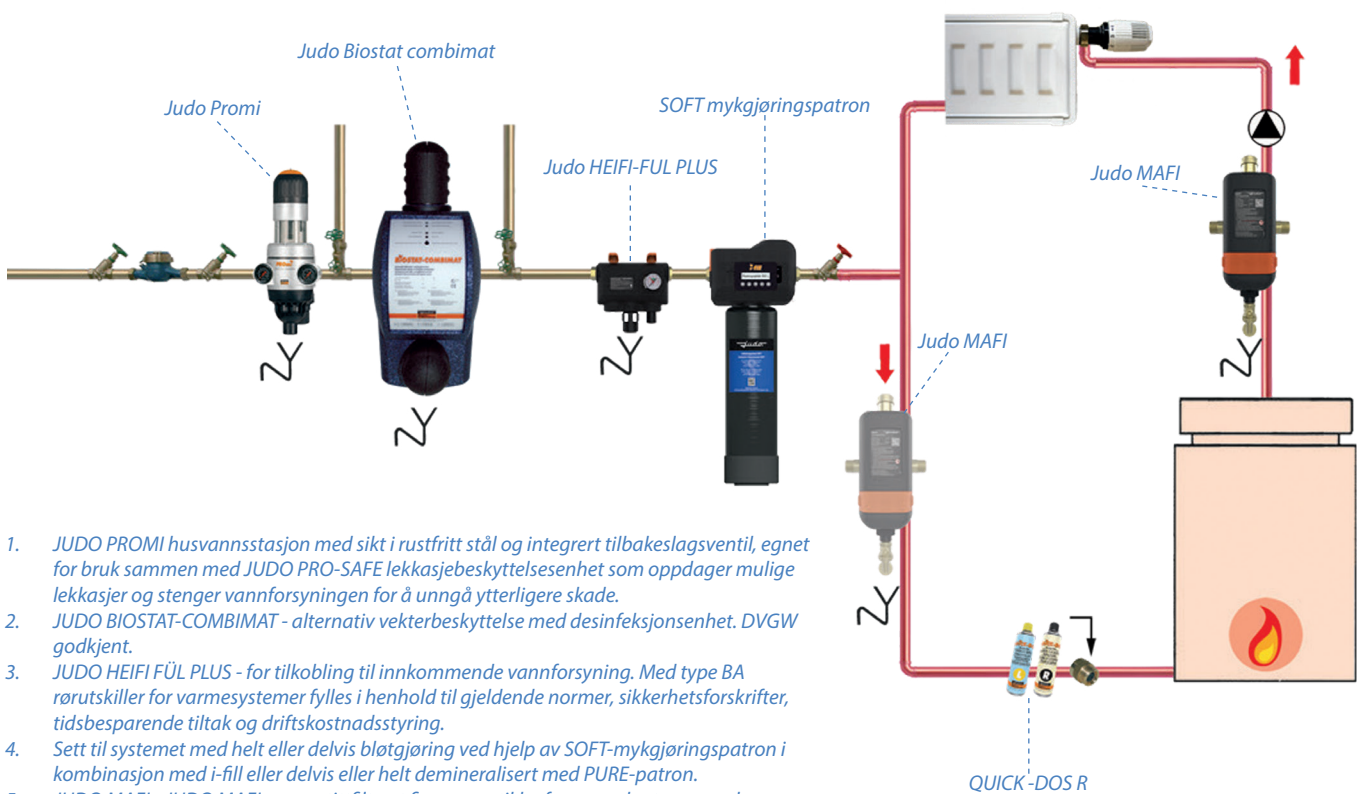 Judo Biostat combimat
Judo Promi
SOFT mykgjøringspatron
Judo HEIFI-FUL PLUS
Judo MAFI
BIOSTAT-COMBIMAT
judo
Judo MAFI
1. JUDO PROMI husvannsstasjon med sikt i rustfritt stål og integrert tilbakeslagsventil, egnet
for bruk sammen med JUDO PRO-SAFE lekkasjebeskyttelsesenhet som oppdager mulige
lekkasjer og stenger vannforsyningen for å unngå ytterligere skade.
2. JUDO BIOSTAT-COMBIMAT - alternativ vekterbeskyttelse med desinfeksjonsenhet. DVGW
godkjent.
3. JUDO HEIFI FÜL PLUS - for tilkobling til innkommende vannforsyning. Med type BA
rørutskiller for varmesystemer fylles i henhold til gjeldende normer, sikkerhetsforskrifter,
tidsbesparende tiltak og driftskostnadsstyring.
4. Sett til systemet med helt eller delvis bløtgjøring ved hjelp av SOFT-mykgjøringspatron i
kombinasjon med i-fill eller delvis eller helt demineralisert med PURE-patron.
R
QUICK -DOS R